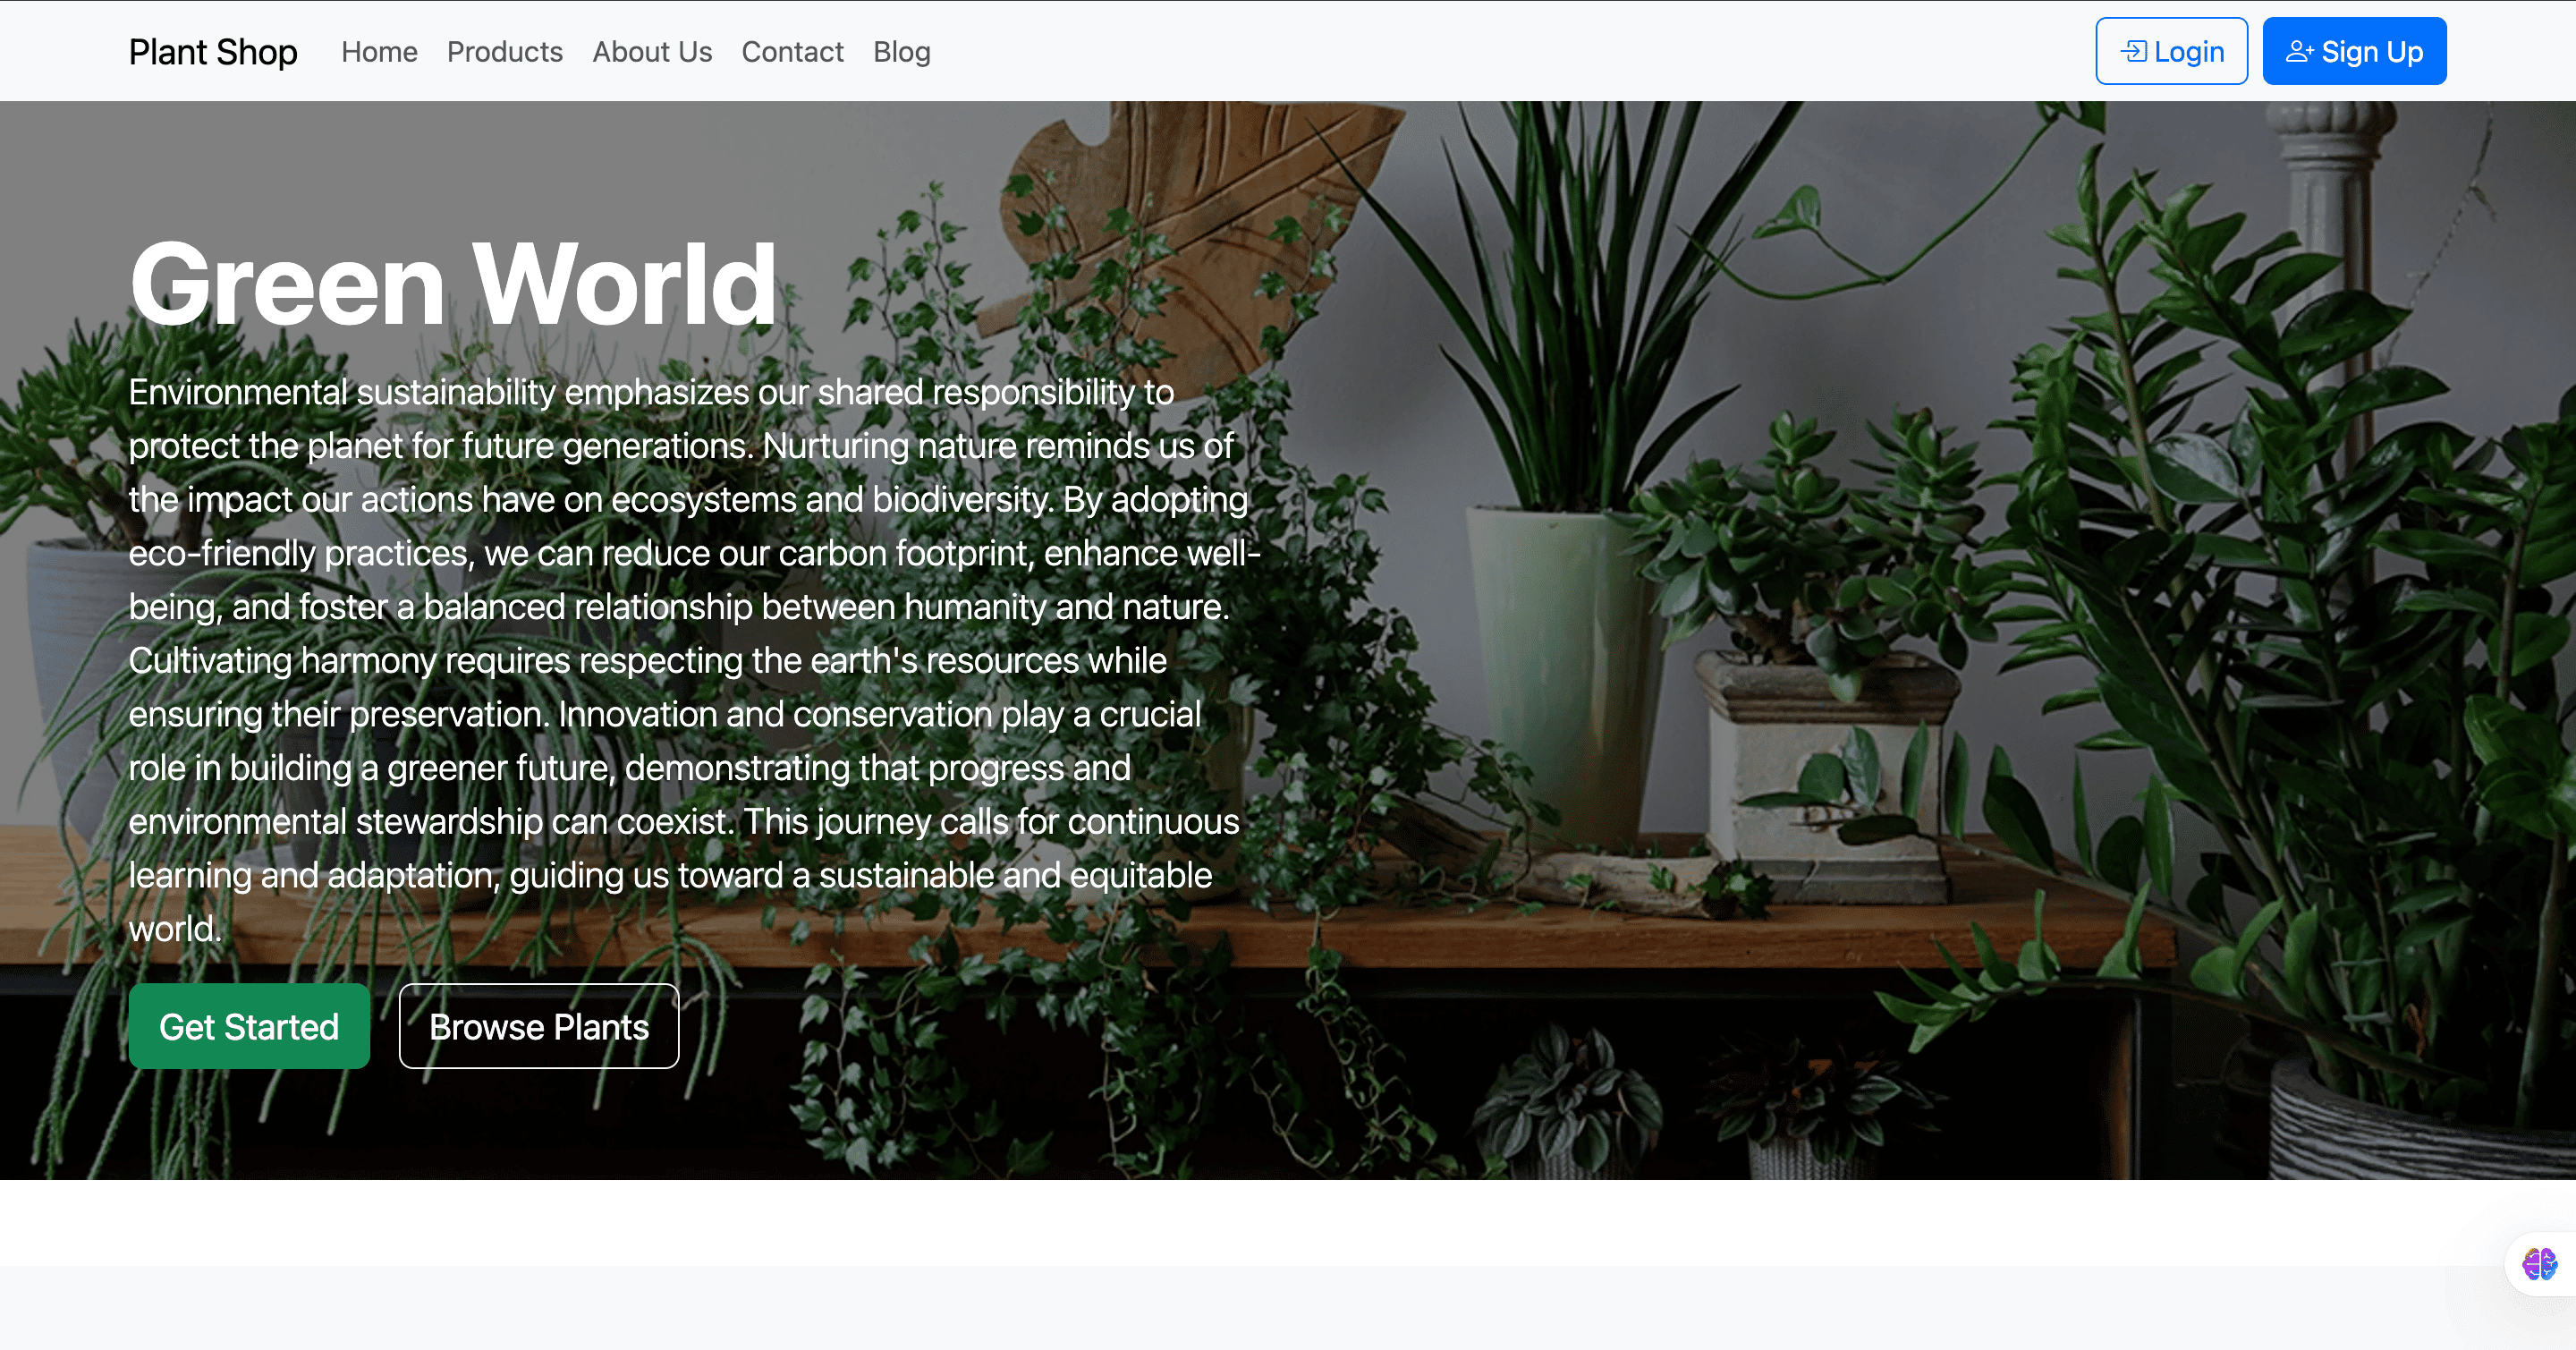 Plant Shop Home Products About Us Contact Blog Login Sign Up
Green World
Environmental sustainability emphasizes our shared responsibility to
protect the planet for future generations. Nurturing nature reminds us of
the impact our actions have on ecosystems and biodiversity. By adopting
eco-friendly practices, we can reduce our carbon footprint, enhance well-
being, and foster a balanced relationship between humanity and nature.
Cultivating harmony requires respecting the earth's resources while
ensuring their preservation. Innovation and conservation play a crucial
role in building a greener future, demonstrating that progress and
environmental stewardship can coexist. This journey calls for continuous
learning and adaptation, guiding us toward a sustainable and equitable
world.
Get Started Browse Plants